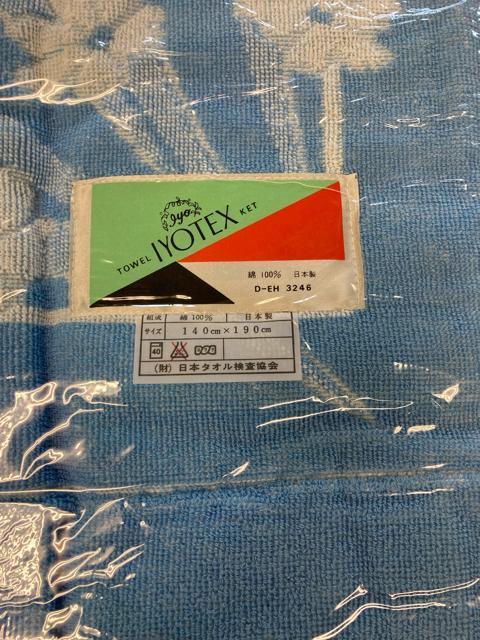 Iyo
TOWEL IYOTEX KET
綿 100% 日本製
D-EH 3246
組成 綿 100% 日本製
サイズ 140cm×190cm
40
(財) 日本タオル検査協会